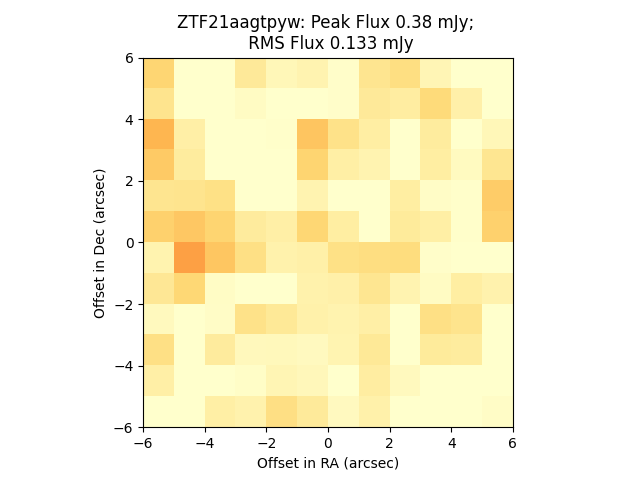 ZTF21aagtpyw: Peak Flux 0.38 mJy;
RMS Flux 0.133 mJy
6
4
2
0
−2
−4
−6
Offset in Dec (arcsec)
−6 −4 −2 0 2 4 6
Offset in RA (arcsec)